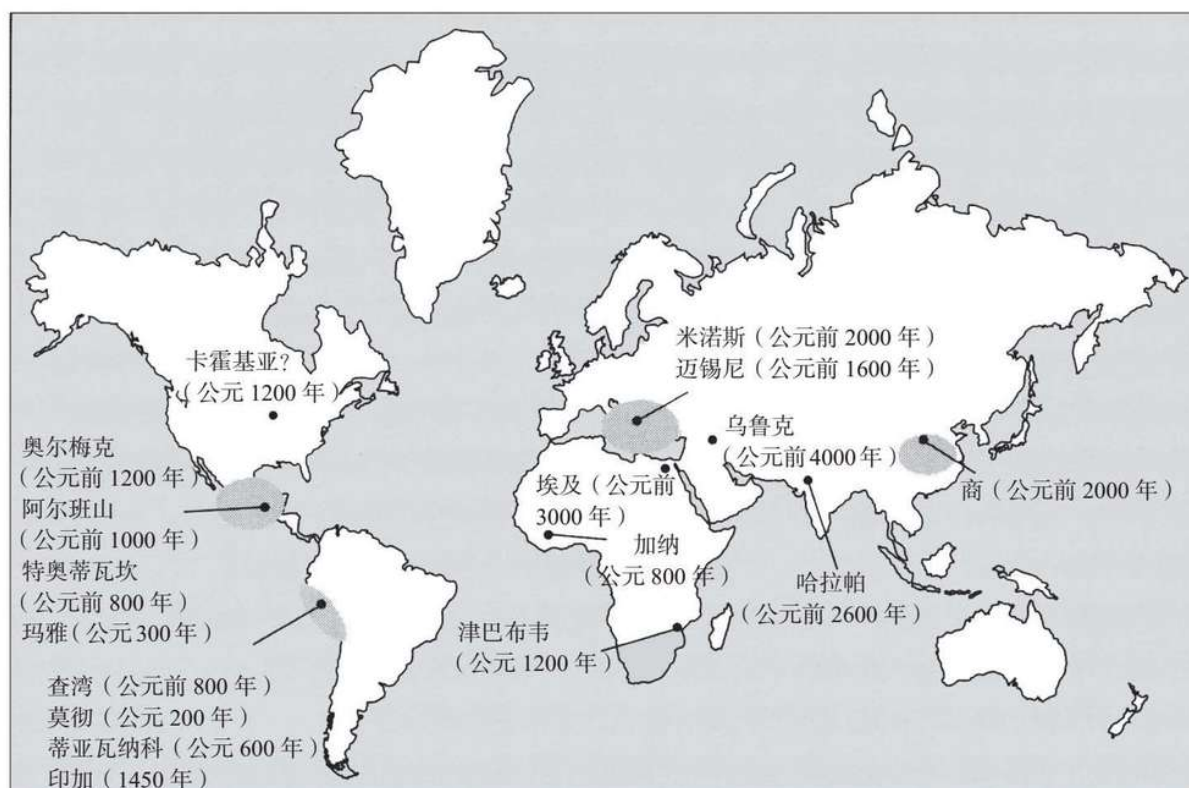 米诺斯（公元前 2000 年）
迈锡尼（公元前 1600 年）
卡霍基亚？
（公元 1200 年）
乌鲁克
（公元前 4000 年）
奥尔梅克
（公元前 1200 年）
阿尔班山
（公元前 1000 年）
特奥蒂瓦坎
（公元前 800 年）
玛雅（公元 300 年）
?
埃及（公元前
3000 年）
加纳
（公元 800 年）
商（公元前 2000 年）
哈拉帕
（公元前 2600 年）
津巴布韦
（公元 1200 年）
查湾（公元前 800 年）
莫彻（公元 200 年）
蒂亚瓦纳科（公元 600 年）
印加（1450 年）